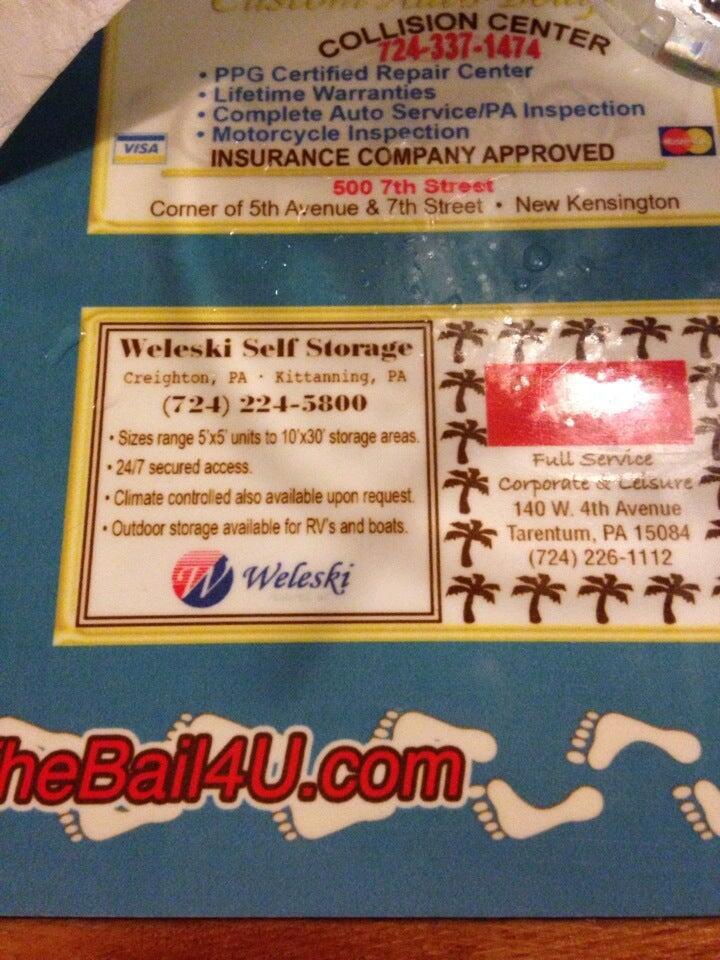 Custom Auto Body
COLLISION CENTER
724-337-1474
• PPG Certified Repair Center
• Lifetime Warranties
• Complete Auto Service/PA Inspection
• Motorcycle Inspection
VISA
INSURANCE COMPANY APPROVED
MasterCard
500 7th Street
Corner of 5th Avenue & 7th Street • New Kensington
Weleski Self Storage
Creighton, PA · Kittanning, PA
(724) 224-5800
• Sizes range 5'x5' units to 10'x30' storage areas.
• 24/7 secured access.
• Climate controlled also available upon request.
• Outdoor storage available for RV's and boats.
W Weleski
Full Service
Corporate & Leisure
140 W. 4th Avenue
Tarentum, PA 15084
(724) 226-1112
heBail4U.com